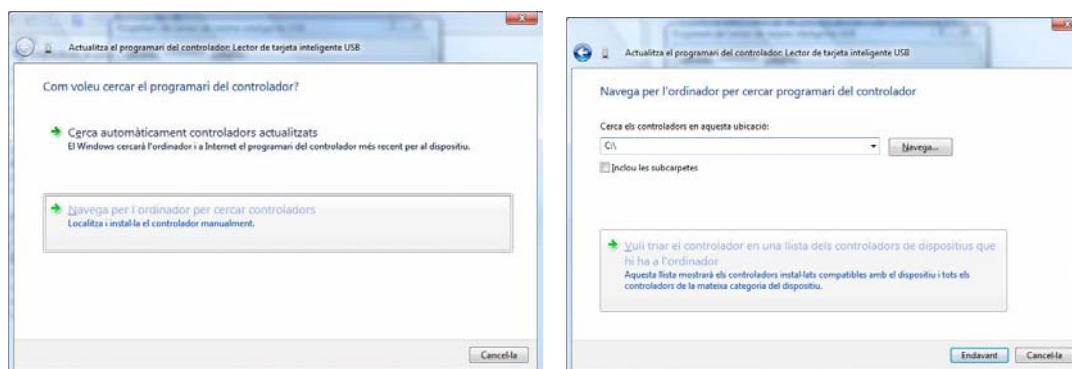 Actualitza el programari del controlador: Lector de tarjeta inteligente USB
Com voleu cercar el programari del controlador?
Cerca automàticament controladors actualitzats
El Windows cercarà l'ordinador i a Internet el programari del controlador més recent per al dispositiu.
Navega per l'ordinador per cercar controladors
Localitza i instal·la el controlador manualment.
Cancel·la
Actualitza el programari del controlador: Lector de tarjeta inteligente USB
Navega per l'ordinador per cercar programari del controlador
Cerca els controladors en aquesta ubicació:
C:\
Navega...
Inclou les subcarpetes
Vull triar el controlador en una llista dels controladors de dispositius que
hi ha a l'ordinador
Aquesta llista mostrarà els controladors instal·lats compatibles amb el dispositiu i tots els
controladors de la mateixa categoria del dispositiu.
Endavant
Cancel·la